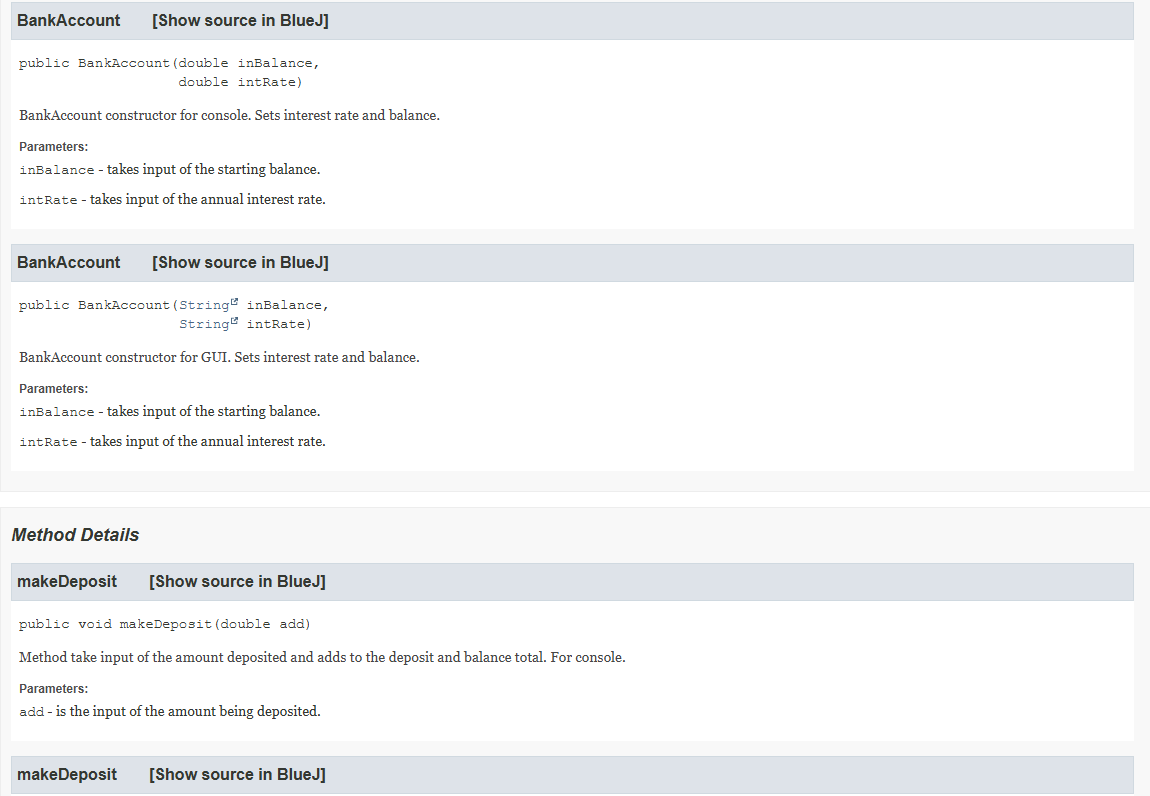 BankAccount [Show source in BlueJ]
public BankAccount(double inBalance,
double intRate)
BankAccount constructor for console. Sets interest rate and balance.
Parameters:
inBalance - takes input of the starting balance.
intRate - takes input of the annual interest rate.
BankAccount [Show source in BlueJ]
public BankAccount(String inBalance,
String intRate)
BankAccount constructor for GUI. Sets interest rate and balance.
Parameters:
inBalance - takes input of the starting balance.
intRate - takes input of the annual interest rate.
Method Details
makeDeposit [Show source in BlueJ]
public void makeDeposit(double add)
Method take input of the amount deposited and adds to the deposit and balance total. For console.
Parameters:
add - is the input of the amount being deposited.
makeDeposit [Show source in BlueJ]